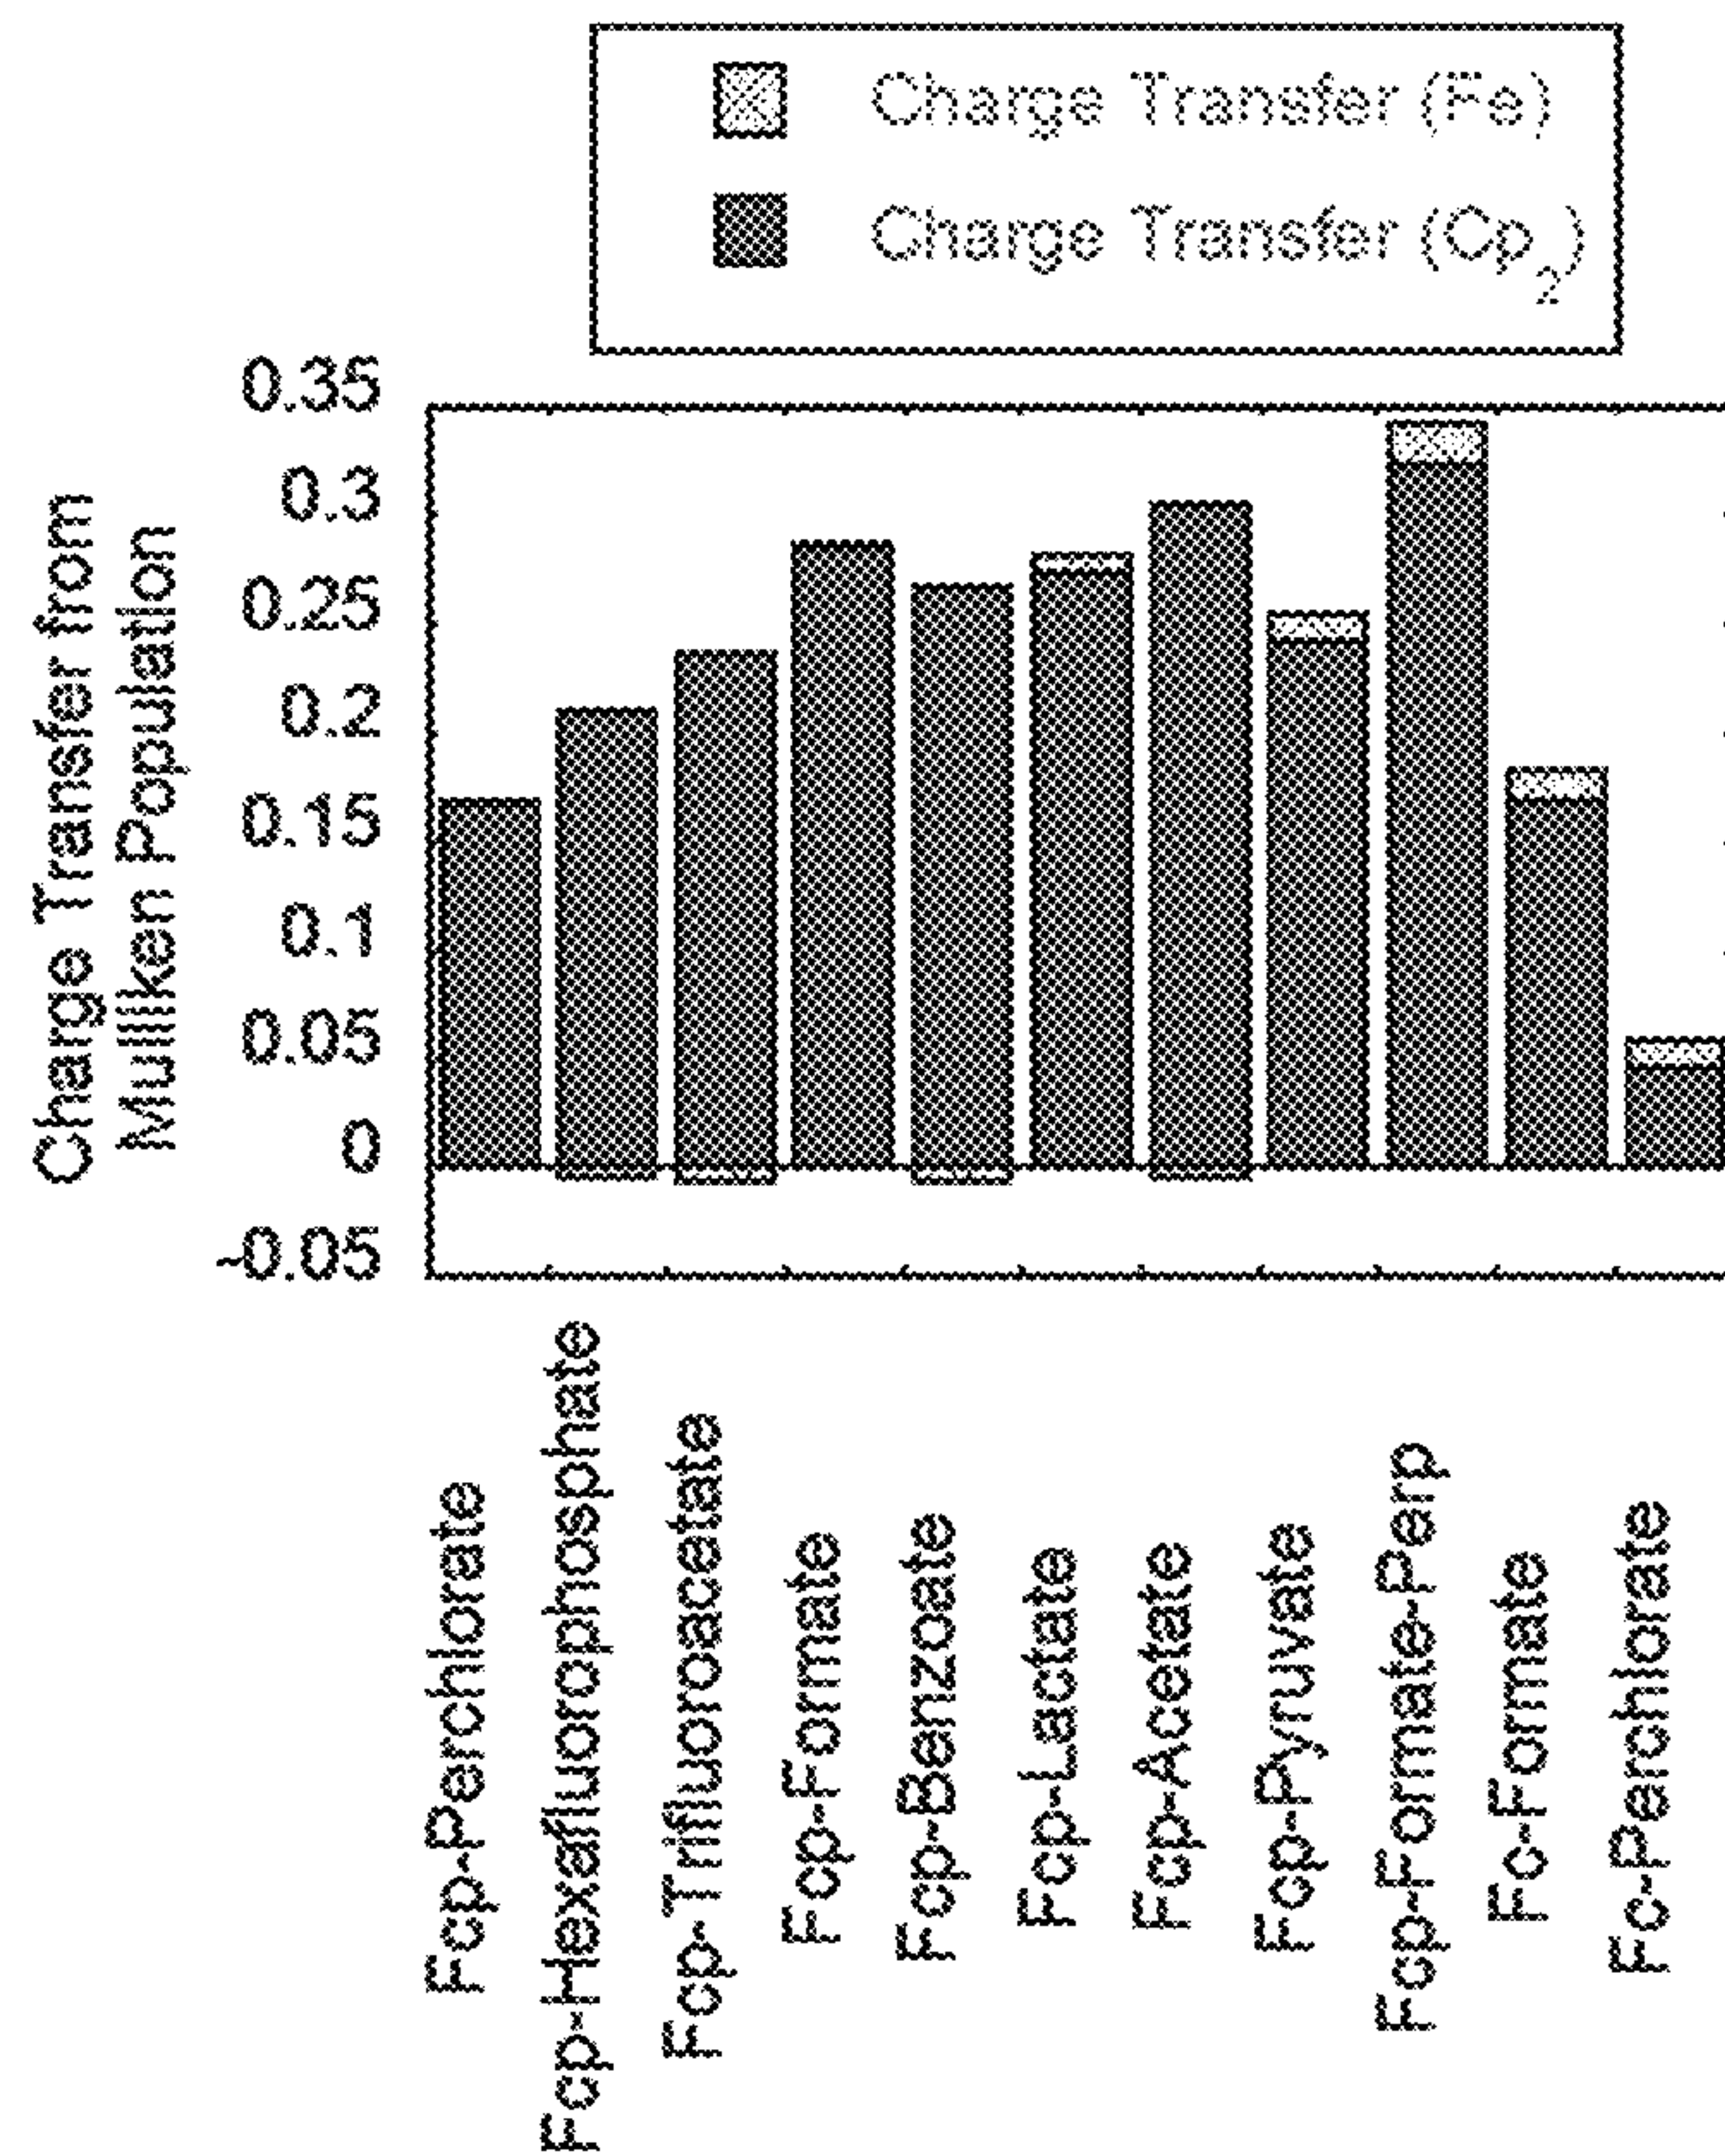 Charge Transfer (Fe)
Charge Transfer (Cp2)
0.35
0.3
0.25
0.2
0.15
0.1
0.05
0
-0.05
Charge Transfer from
Mulliken Population
Fcp-Perchlorate
Fcp-Hexafluorophosphate
Fcp-Trifluoroacetate
Fcp-Formate
Fcp-Benzoate
Fcp-Lactate
Fcp-Acetate
Fcp-Pyruvate
Fcp-Formate-Perp
Fc-Formate
Fc-Perchlorate